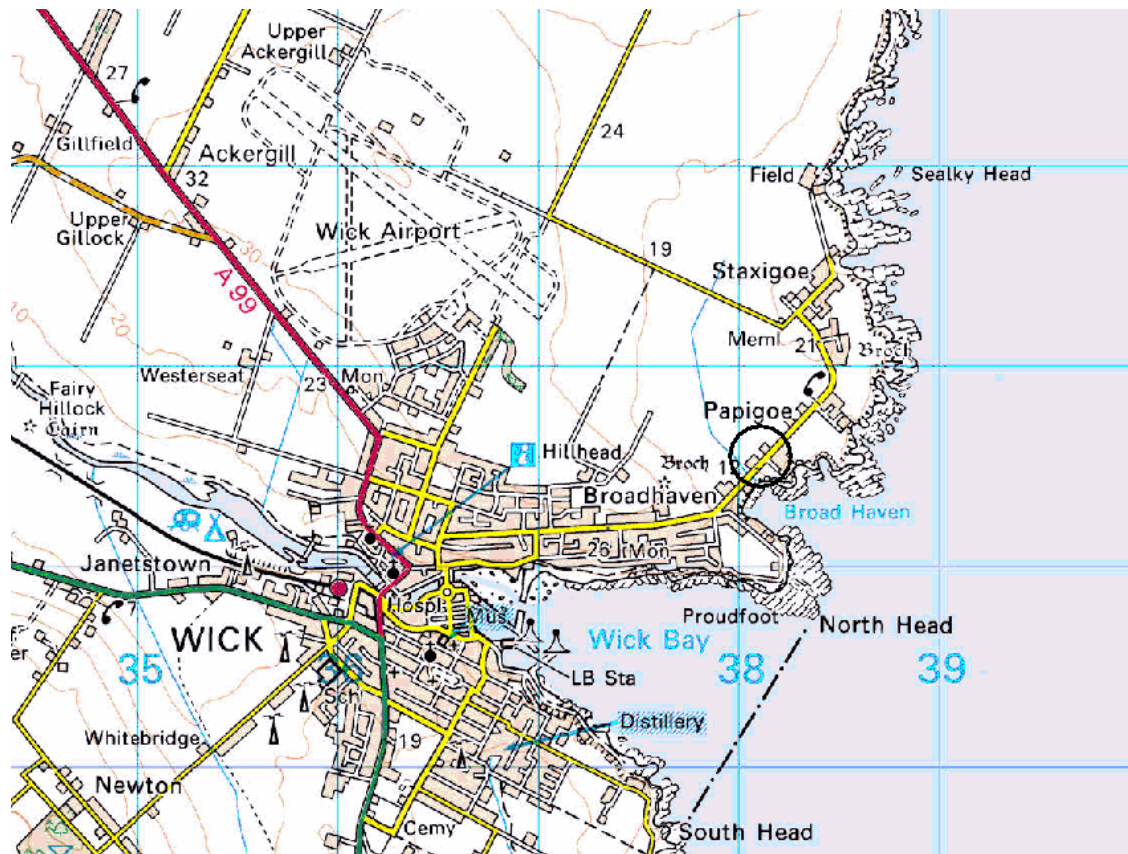 Upper
Ackergill
27
24
Gillfield
Ackergill
Field
Sealky Head
32
Upper
Gillock
Wick Airport
30
19
Staxigoe
A 99
10
20
Meml
21
Broch
Westerseat
23
Mon
Fairy
Hillock
Cairn
Papigoe
Hillhead
Broch
12
Broadhaven
Broad Haven
26
Mon
Janetstown
Hospl
Mus.
Proudfoot
North Head
WICK
Wick Bay
er
35
36
38
39
LB Sta
Sch
Distillery
Whitebridge
19
Newton
Cemy
South Head